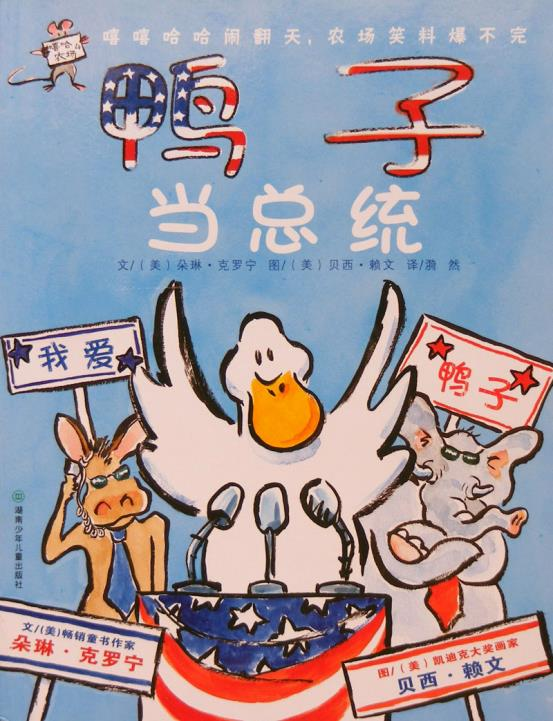 嘻嘻哈哈
农场
嘻嘻哈哈闹翻天，农场笑料爆不完
鸭子
当总统
文/（美）朵琳·克罗宁 图/（美）贝西·赖文 译/漪 然
我爱
鸭子
湖南少年儿童出版社
文/（美）畅销童书作家
朵琳·克罗宁
图/（美）凯迪克大奖画家
贝西·赖文